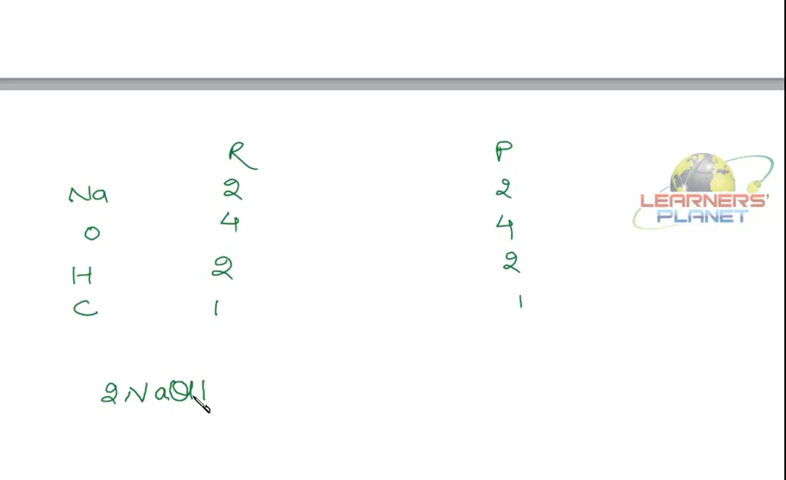 R P
Na 2 2
O 4 4
H 2 2
C 1 1
2NaOH
LEARNERS'
PLANET